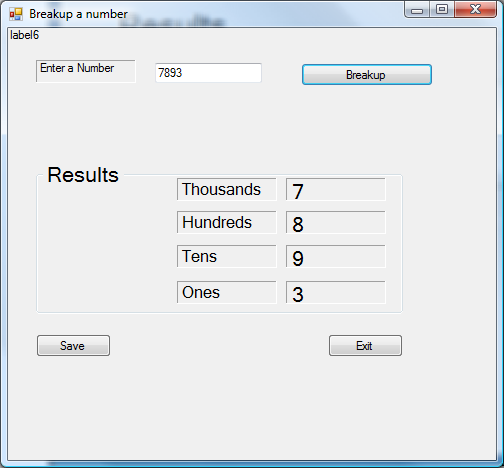 Breakup a number
label6
Enter a Number
7893
Breakup
Results
Thousands 7
Hundreds 8
Tens 9
Ones 3
Save
Exit